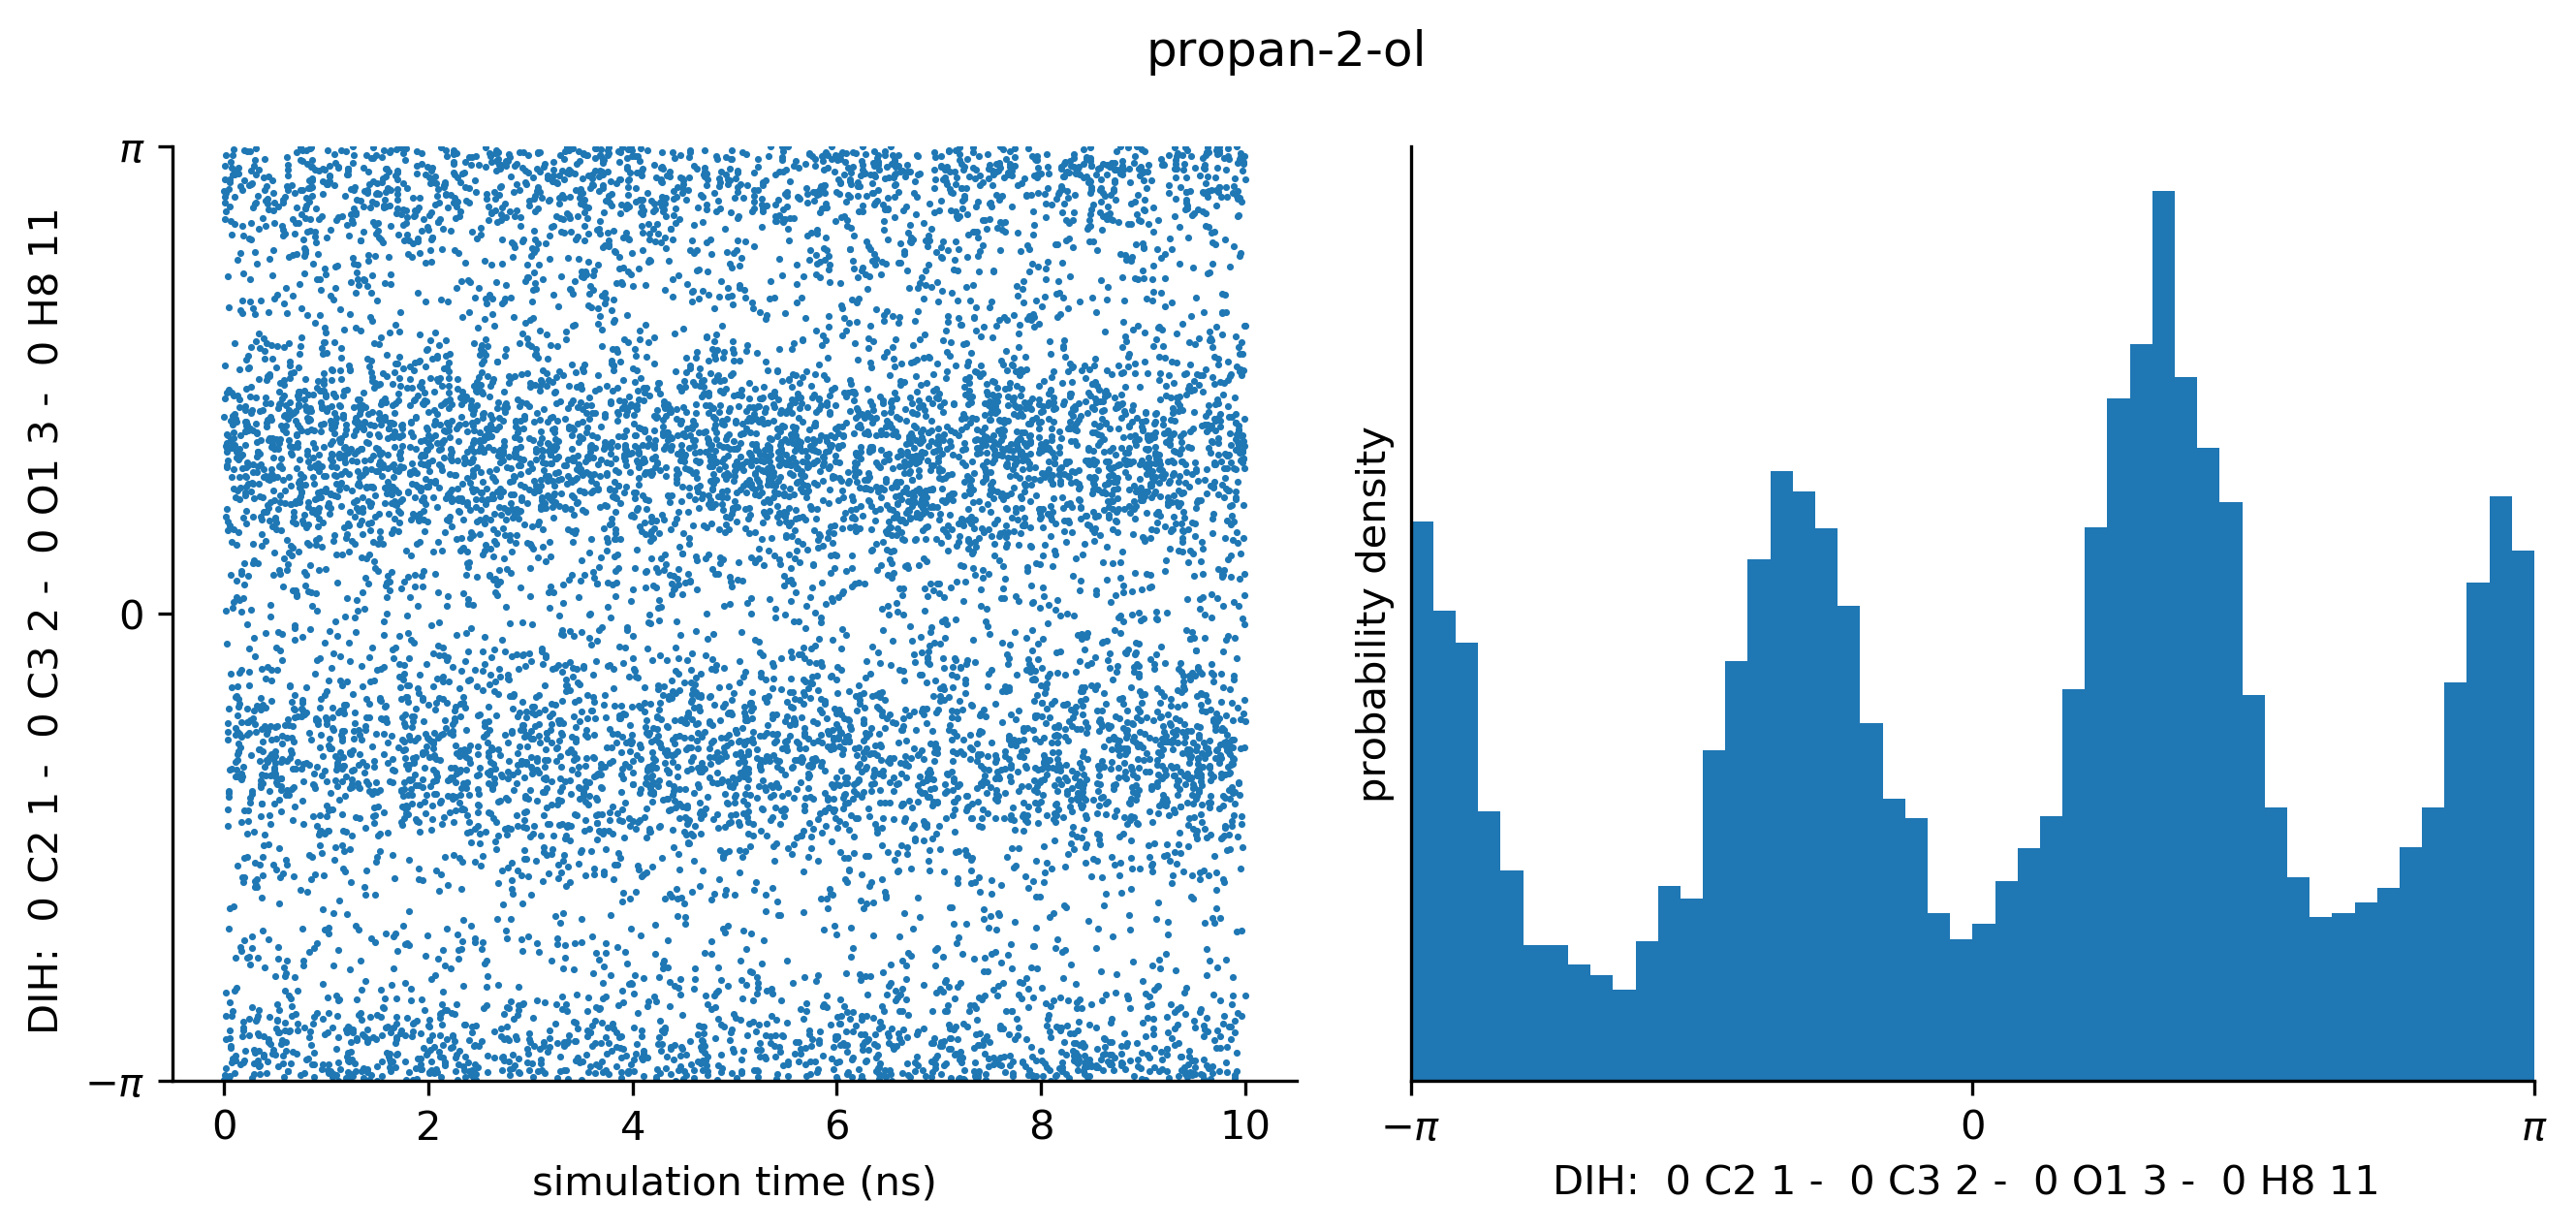 propan-2-ol
DIH:  0 C2 1 -  0 C3 2 -  0 O1 3 -  0 H8 11
π
0
−π
0 2 4 6 8 10
simulation time (ns)
probability density
−π 0 π
DIH:  0 C2 1 -  0 C3 2 -  0 O1 3 -  0 H8 11